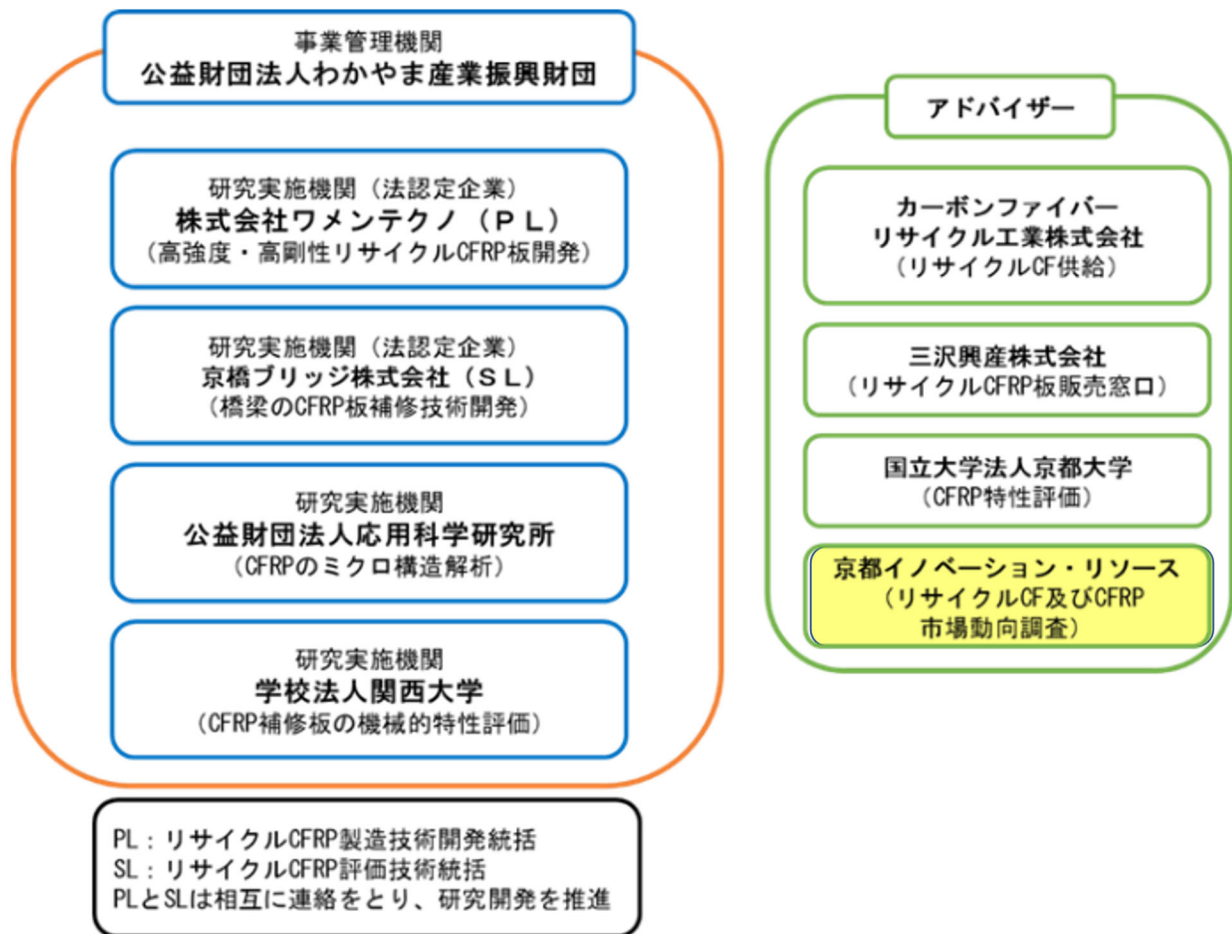 事業管理機関
公益財団法人わかやま産業振興財団
研究実施機関（法認定企業）
株式会社ワメンテクノ（ＰＬ）
（高強度・高剛性リサイクルCFRP板開発）
研究実施機関（法認定企業）
京橋ブリッジ株式会社（ＳＬ）
（橋梁のCFRP板補修技術開発）
研究実施機関
公益財団法人応用科学研究所
（CFRPのミクロ構造解析）
研究実施機関
学校法人関西大学
（CFRP補修板の機械的特性評価）
PL：リサイクルCFRP製造技術開発統括
SL：リサイクルCFRP評価技術統括
PLとSLは相互に連絡をとり、研究開発を推進
アドバイザー
カーボンファイバー
リサイクル工業株式会社
（リサイクルCF供給）
三沢興産株式会社
（リサイクルCFRP板販売窓口）
国立大学法人京都大学
（CFRP特性評価）
京都イノベーション・リソース
（リサイクルCF及びCFRP
市場動向調査）